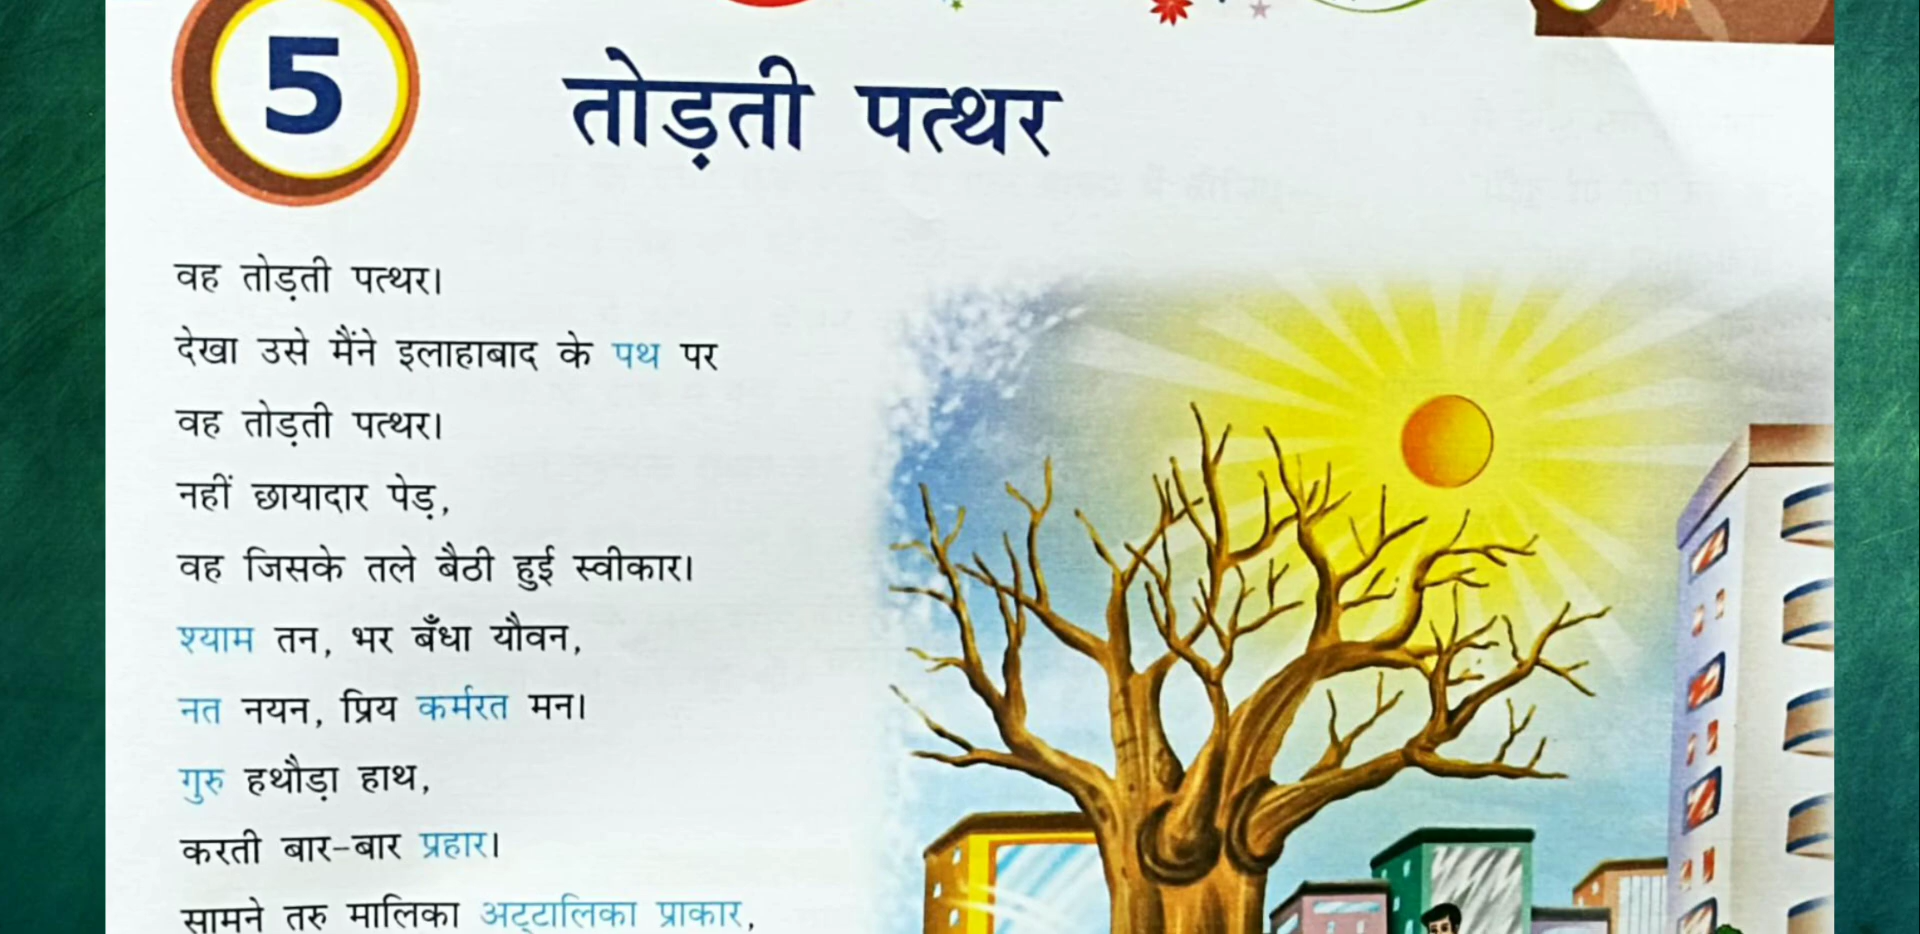 5
तोड़ती पत्थर
वह तोड़ती पत्थर।
देखा उसे मैंने इलाहाबाद के पथ पर
वह तोड़ती पत्थर।
नहीं छायादार पेड़,
वह जिसके तले बैठी हुई स्वीकार।
श्याम तन, भर बँधा यौवन,
नत नयन, प्रिय कर्मरत मन।
गुरु हथौड़ा हाथ,
करती बार-बार प्रहार।
सामने तरु मालिका अट्टालिका प्राकार,